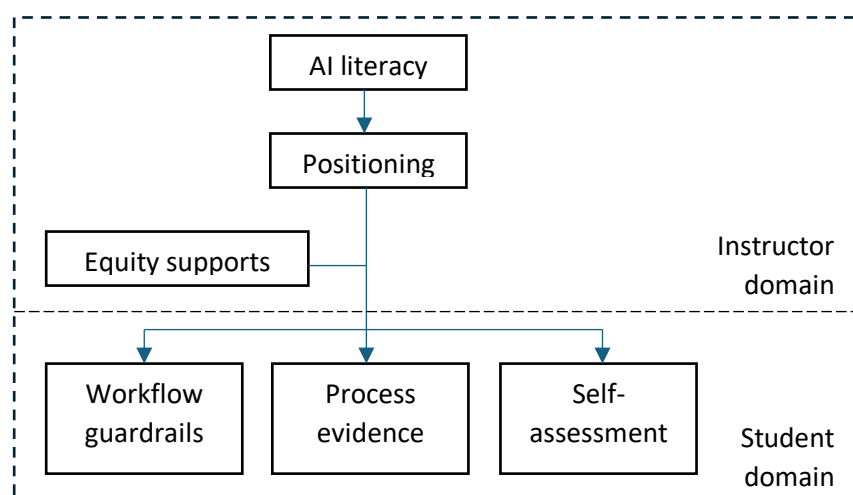 AI literacy
Positioning
Equity supports
Instructor
domain
Workflow
guardrails
Process
evidence
Self-
assessment
Student
domain